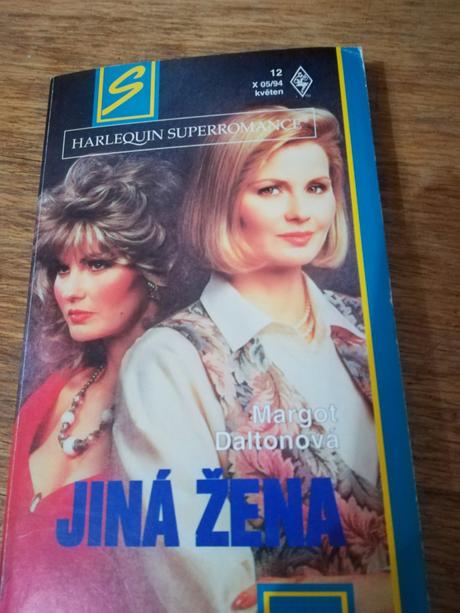 S
12
X 05/94
květen
HARLEQUIN SUPERROMANCE
Margot
Daltonová
JINÁ ŽENA